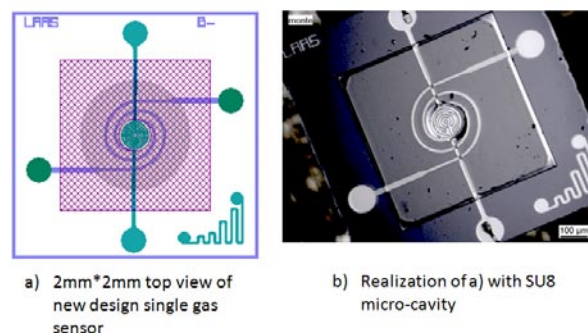 LAAS B-
monte
LAAS
100 µm
a) 2mm*2mm top view of
new design single gas
sensor
b) Realization of a) with SU8
micro-cavity